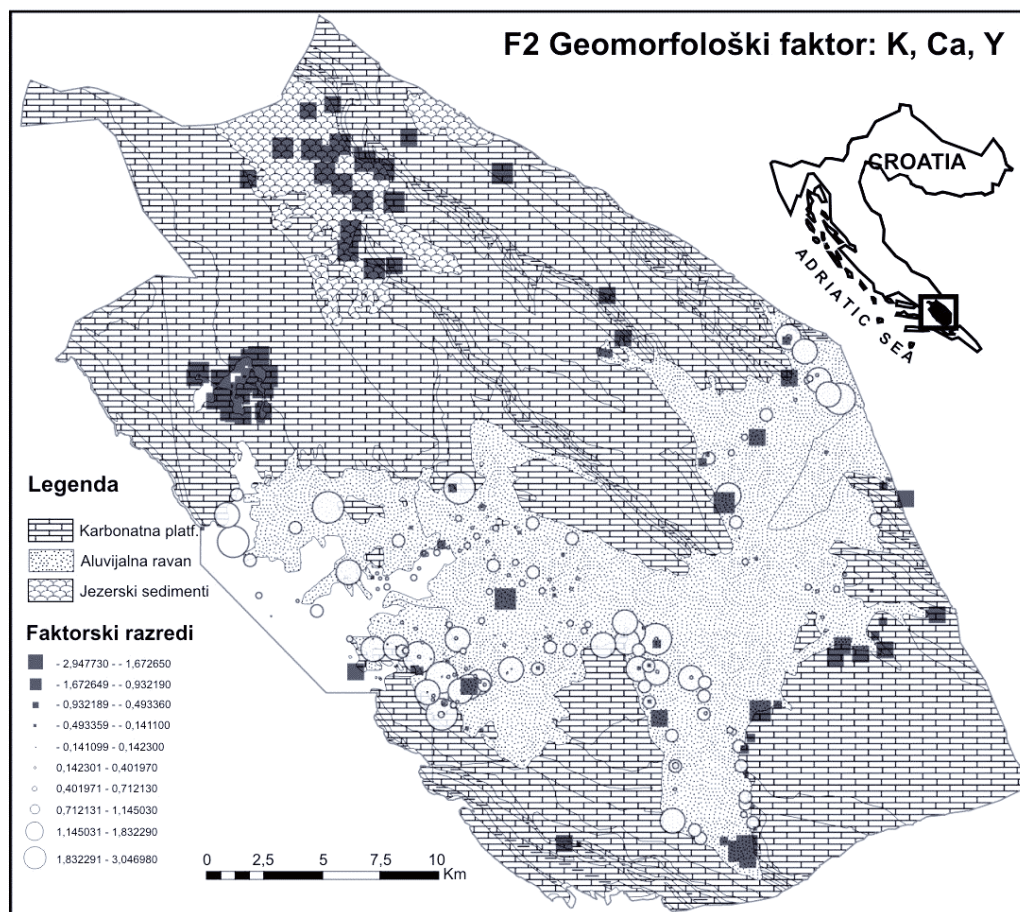 F2 Geomorfološki faktor: K, Ca, Y
CROATIA
ADRIATIC SEA
Legenda
Karbonatna platf.
Aluvijalna ravan
Jezerski sedimenti
Faktorski razredi
- 2,947730 - - 1,672650
- 1,672649 - - 0,932190
- 0,932189 - - 0,493360
- 0,493359 - - 0,141100
- 0,141099 - 0,142300
0,142301 - 0,401970
0,401971 - 0,712130
0,712131 - 1,145030
1,145031 - 1,832290
1,832291 - 3,046980
0 2,5 5 7,5 10
Km